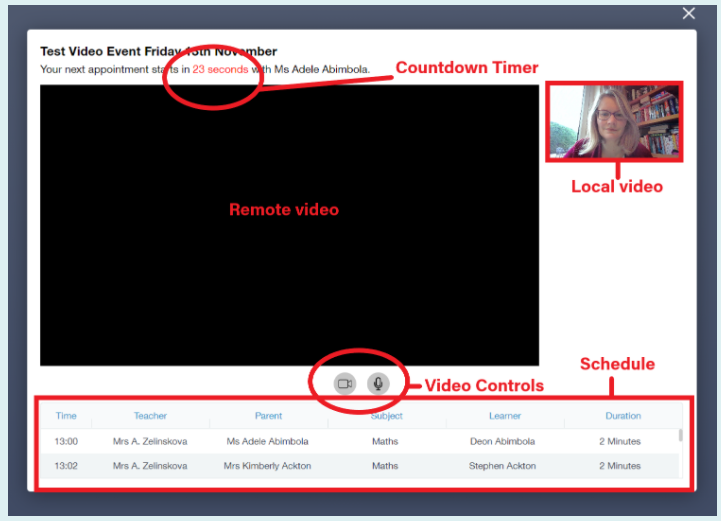 Test Video Event Friday 13th November
Your next appointment starts in 23 seconds with Ms Adele Abimbola.
Countdown Timer
Local video
Remote video
Video Controls
Schedule
Time Teacher Parent Subject Learner Duration
13:00 Mrs A. Zelinskova Ms Adele Abimbola Maths Deon Abimbola 2 Minutes
13:02 Mrs A. Zelinskova Mrs Kimberly Ackton Maths Stephen Ackton 2 Minutes